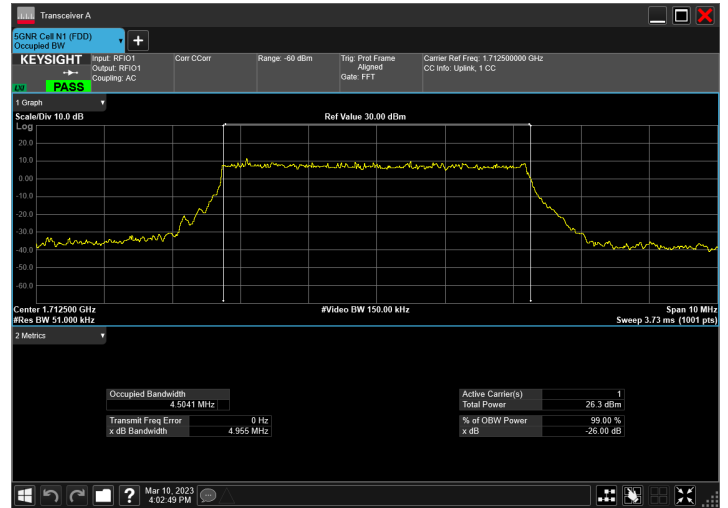 Transceiver A
5GNR Cell N1 (FDD)
Occupied BW
KEYSIGHT
Input: RFIO1
Output: RFIO1
Coupling: AC
Corr CCorr
Range: -60 dBm
Trig: Prot Frame
Aligned
Gate: FFT
Carrier Ref Freq: 1.712500000 GHz
CC Info: Uplink, 1 CC
LXI
PASS
1 Graph
Scale/Div 10.0 dB
Ref Value 30.00 dBm
Log
20.0
10.0
0.00
-10.0
-20.0
-30.0
-40.0
-50.0
-60.0
Center 1.712500 GHz
#Video BW 150.00 kHz
Span 10 MHz
#Res BW 51.000 kHz
Sweep 3.73 ms (1001 pts)
2 Metrics
Occupied Bandwidth
4.5041 MHz
Transmit Freq Error 0 Hz
x dB Bandwidth 4.955 MHz
Active Carrier(s) 1
Total Power 26.3 dBm
% of OBW Power 99.00 %
x dB -26.00 dB
Mar 10, 2023
4:02:49 PM